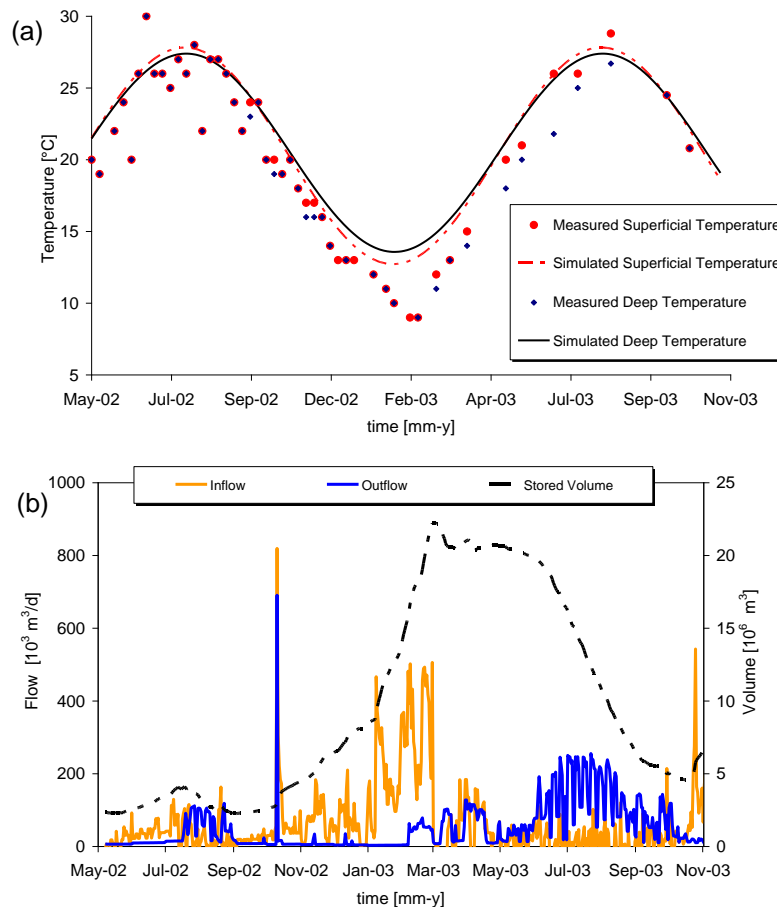 (a)
30
25
20
15
10
5
Temperature [°C]
Measured Superficial Temperature
Simulated Superficial Temperature
Measured Deep Temperature
Simulated Deep Temperature
May-02 Jul-02 Sep-02 Dec-02 Feb-03 Apr-03 Jul-03 Sep-03 Nov-03
time [mm-y]
(b)
Inflow Outflow Stored Volume
1000
800
600
400
200
0
Flow [10³ m³/d]
25
20
15
10
5
0
Volume [10⁶ m³]
May-02 Jul-02 Sep-02 Nov-02 Jan-03 Mar-03 May-03 Jul-03 Sep-03 Nov-03
time [mm-y]